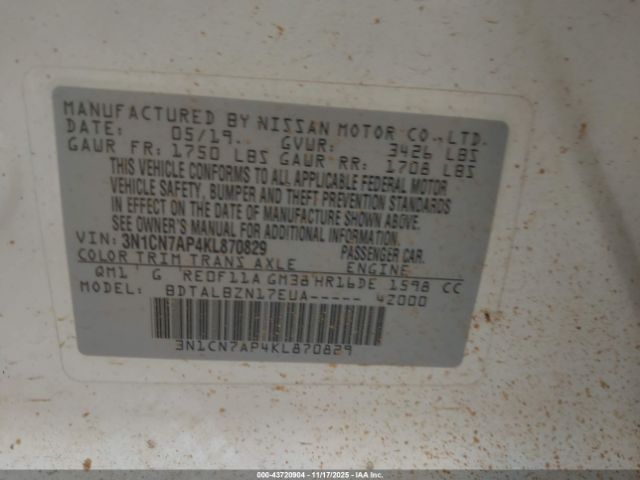 MANUFACTURED BY NISSAN MOTOR CO.,LTD.
DATE: 05/19. GVWR: 3426 LBS
GAWR FR: 1750 LBS GAWR RR: 1708 LBS
THIS VEHICLE CONFORMS TO ALL APPLICABLE FEDERAL MOTOR
VEHICLE SAFETY, BUMPER AND THEFT PREVENTION STANDARDS
IN EFFECT ON THE DATE OF MANUFACTURE SHOWN ABOVE.
SEE OWNER'S MANUAL FOR ADDITIONAL INFORMATION.
VIN: 3N1CN7AP4KL870829 PASSENGER CAR.
COLOR TRIM TRANS AXLE ENGINE
QM1 G RE0F11A GM38 HR16DE 1598 CC
MODEL: BDTALBZN17EUA----- 4Z000
3N1CN7AP4KL870829
000-43720904 | 11/17/2025 - IAA Inc.